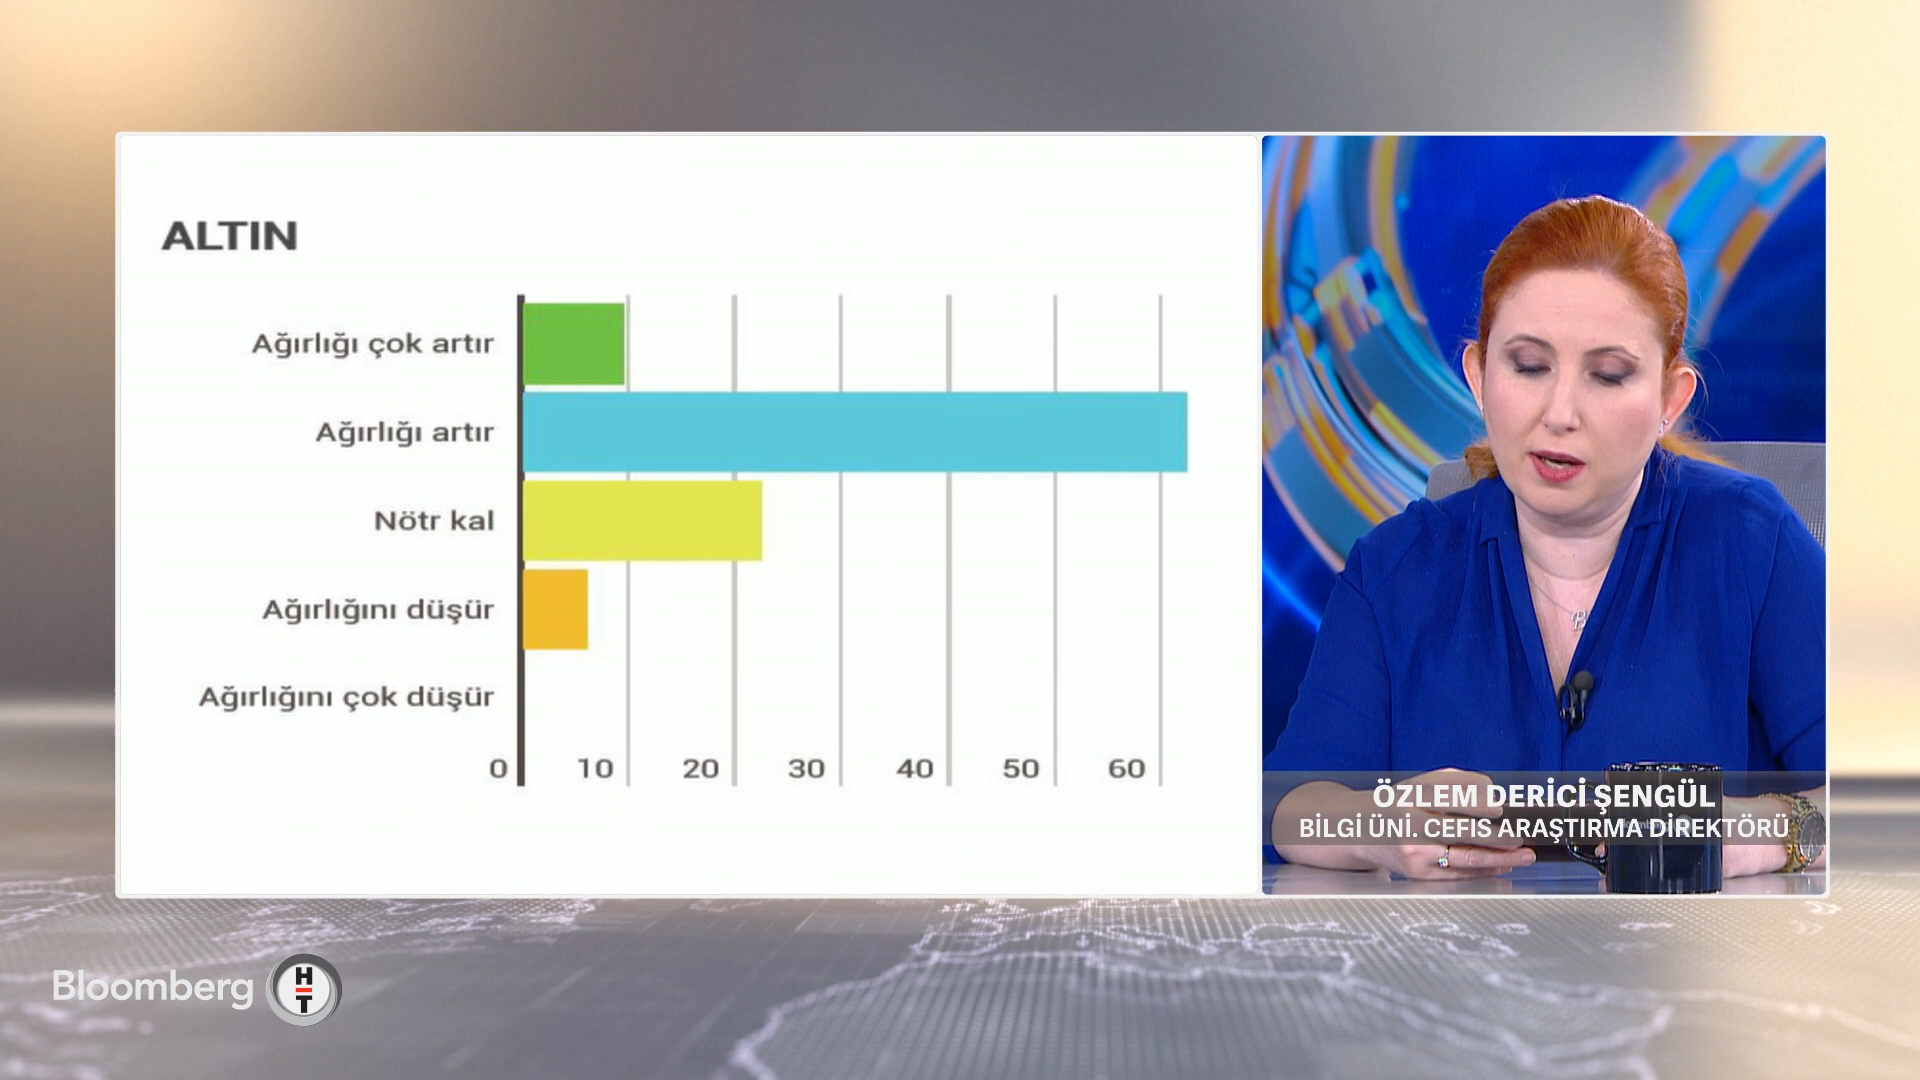 ALTIN
Ağırlığı çok artır
Ağırlığı artır
Nötr kal
Ağırlığını düşür
Ağırlığını çok düşür
0 10 20 30 40 50 60
ÖZLEM DERİCİ ŞENGÜL
BİLGİ ÜNİ. CEFIS ARAŞTIRMA DİREKTÖRÜ
Bloomberg HT